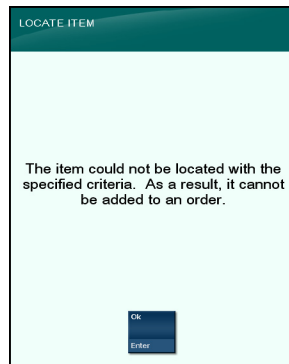 LOCATE ITEM
The item could not be located with the
specified criteria.  As a result, it cannot
be added to an order.
Ok
Enter